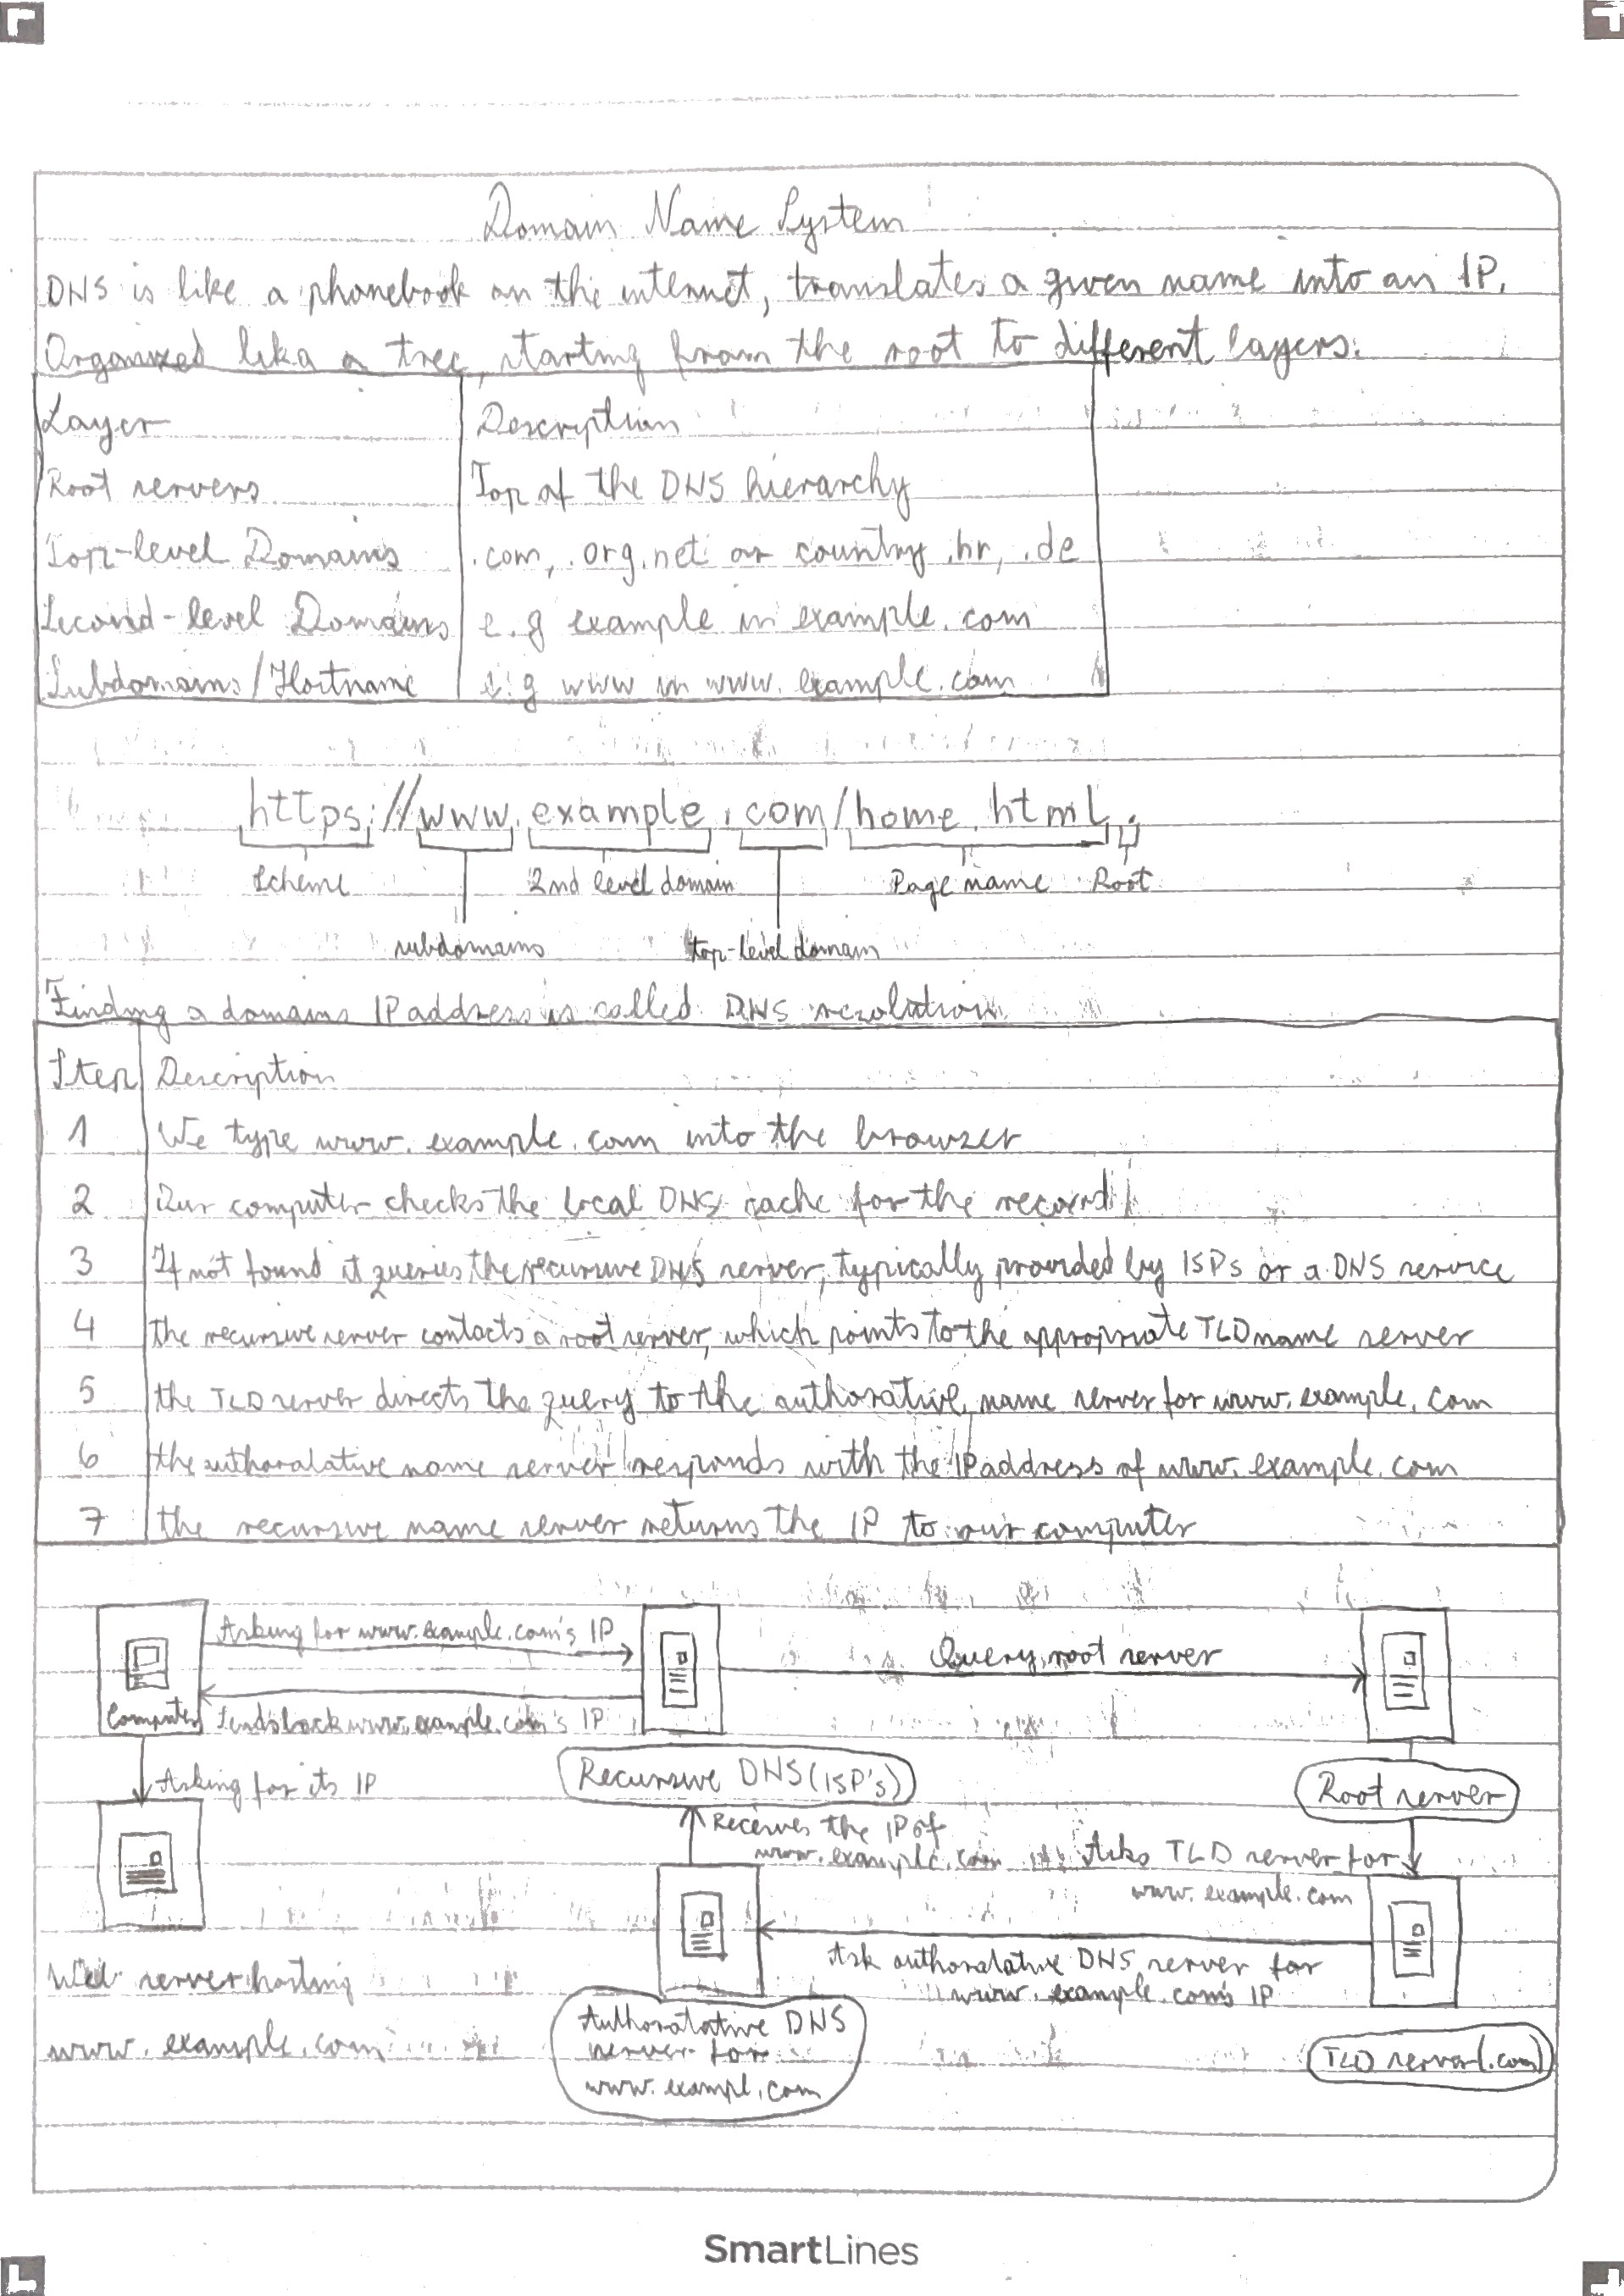 Domain Name System
DNS is like a phonebook on the internet, translates a given name into an IP.
Organized lika a tree, starting from the root to different layers.
Layer Description
Root servers Top of the DNS hierarchy
Top-level Domains .com, .org .net or country .hr, .de
Second-level Domains e.g example in example.com
Subdomains/Hostname e.g www in www.example.com
https://www.example.com/home.html.
Scheme 2nd level domain Page name Root
subdomains top-level domain
Finding a domains IP address is called DNS resolution
Step Description
1 We type www.example.com into the browser
2 Our computer checks the local DNS cache for the record
3 If not found it queries the recursive DNS server, typically provided by ISPs or a DNS service
4 the recursive server contacts a root server, which points to the appropriate TLD name server
5 the TLD server directs the query to the authorative name server for www.example.com
6 the authoralative name server responds with the IP address of www.example.com
7 the recursive name server returns the IP to our computer
Asking for www.example.com's IP
Query root server
Computer Sends back www.example.com's IP
Recursive DNS (ISP's)
Asking for its IP
Root server
Receives the IP of
www.example.com
Asks TLD server for
www.example.com
Ask authoralative DNS server for
www.example.com's IP
Web server hosting
www.example.com
Authoralative DNS
server for
www.exampl.com
TLD server (.com)
SmartLines